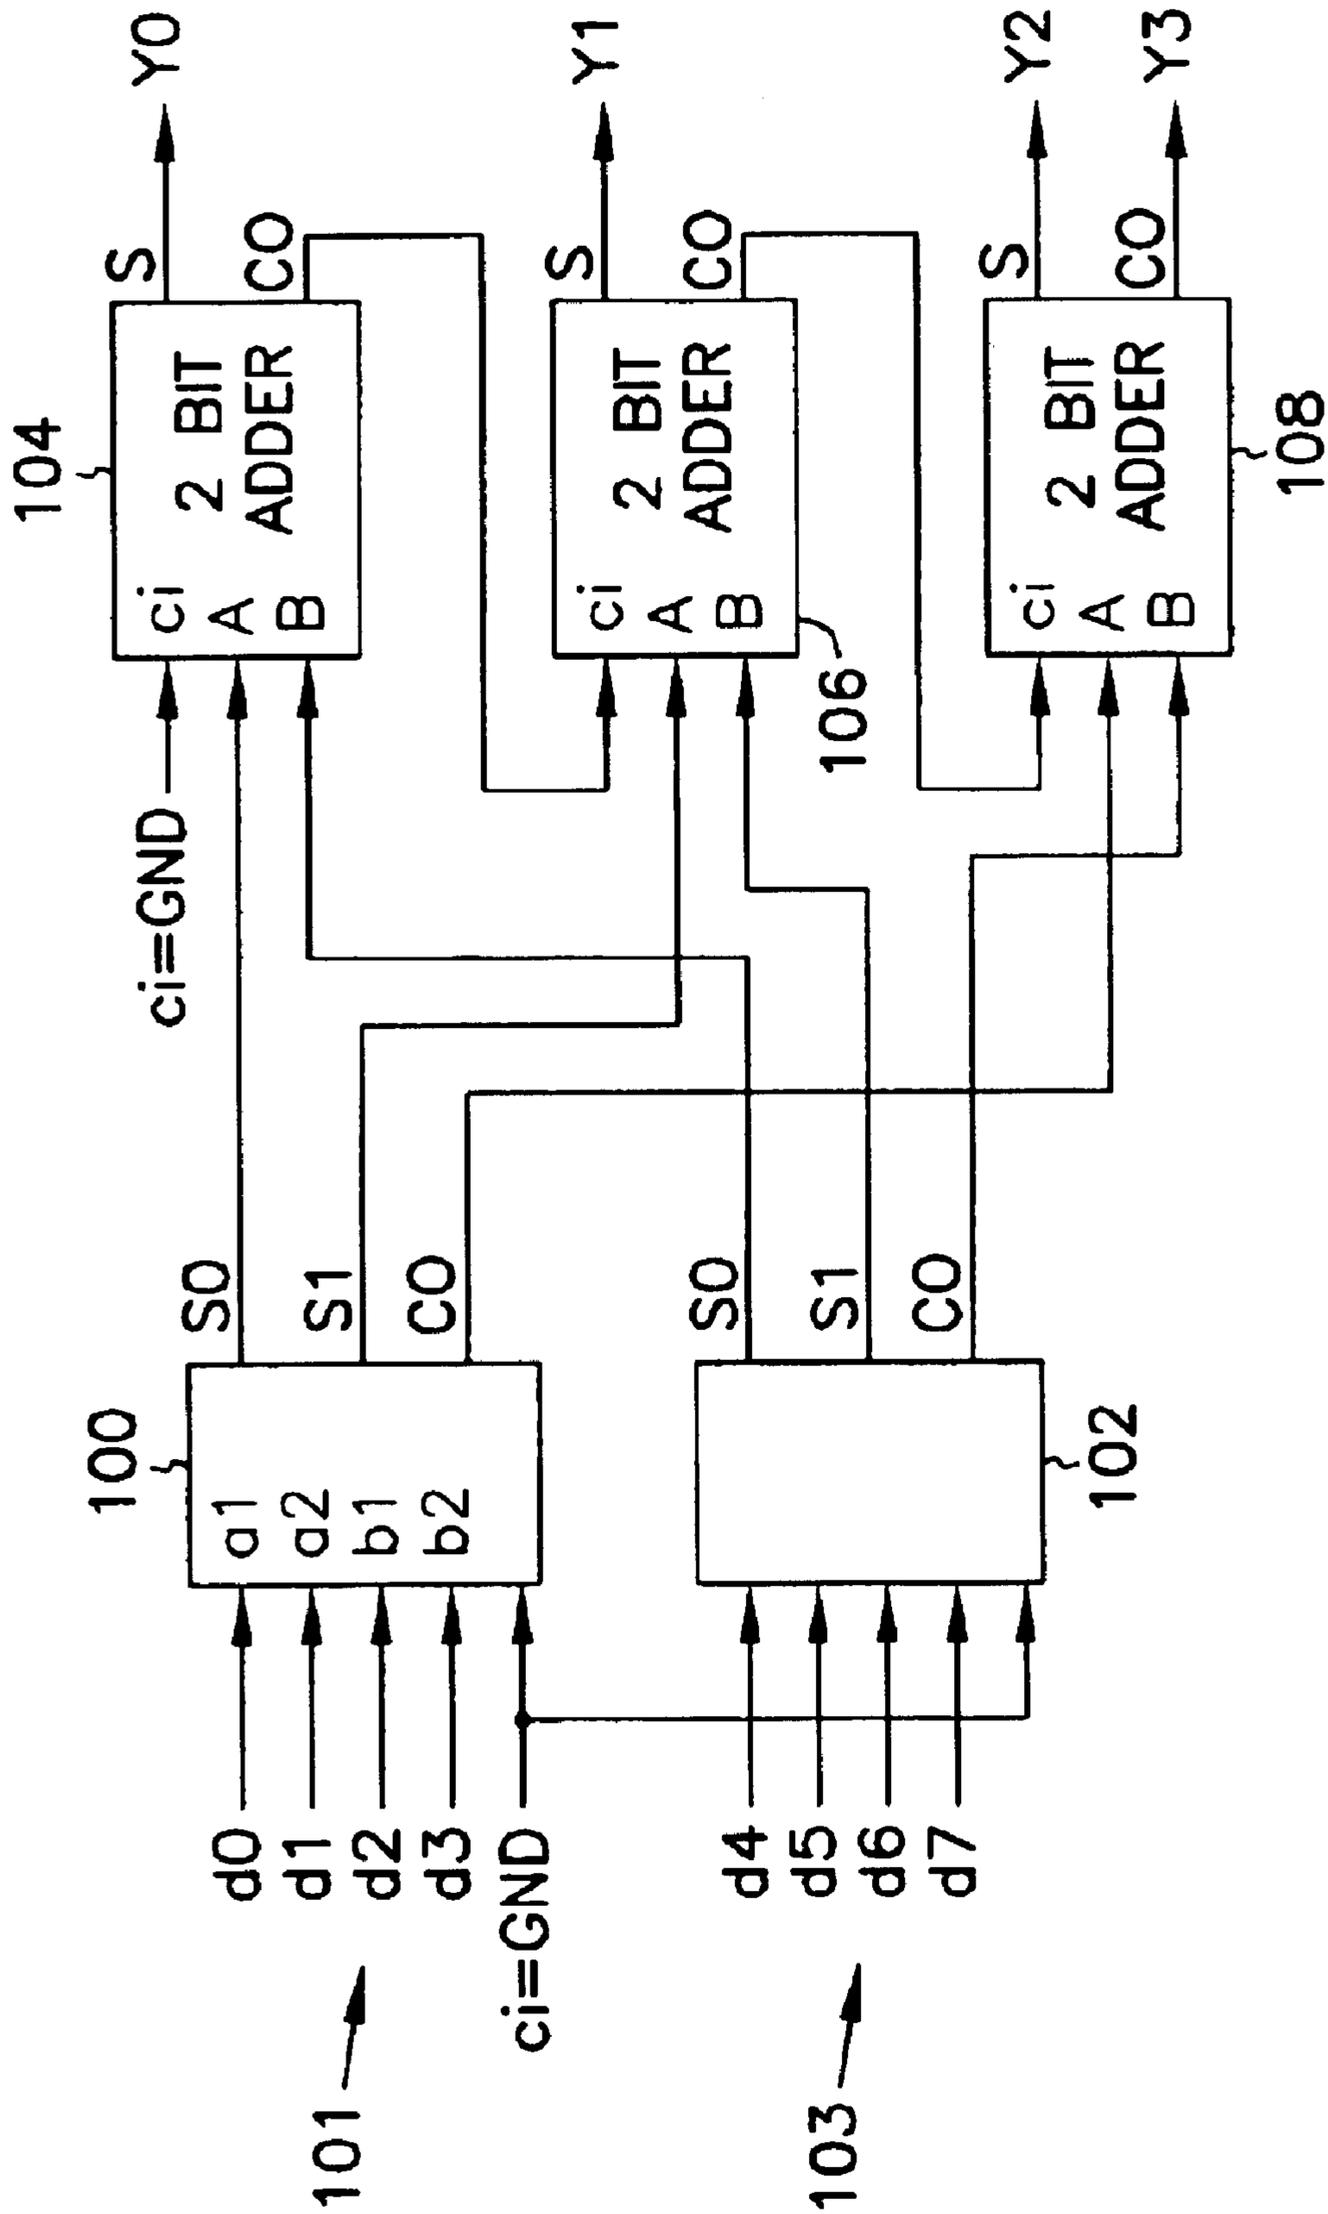 101
d0
d1
d2
d3
ci=GND
103
d4
d5
d6
d7
100
a1
a2
b1
b2
S0
S1
CO
102
S0
S1
CO
ci=GND
104
ci
A
B
2 BIT
ADDER
S
CO
Y0
106
ci
A
B
2 BIT
ADDER
S
CO
Y1
108
ci
A
B
2 BIT
ADDER
S
CO
Y2
Y3